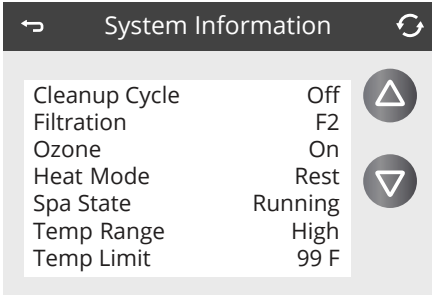 System Information
Cleanup Cycle Off
Filtration F2
Ozone On
Heat Mode Rest
Spa State Running
Temp Range High
Temp Limit 99 F